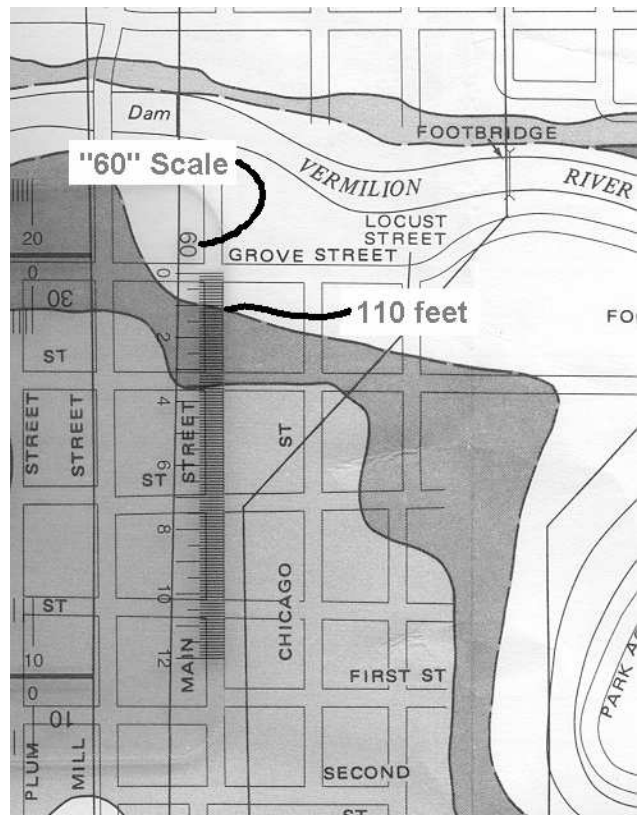 Dam
FOOTBRIDGE
"60" Scale
VERMILION
RIVER
LOCUST
STREET
60
GROVE STREET
20
0
0
30
110 feet
FO
2
ST
4
STREET
STREET
STREET
ST
6
ST
8
CHICAGO
10
ST
12
MAIN
FIRST ST
10
0
PARK A
10
PLUM
MILL
SECOND
ST